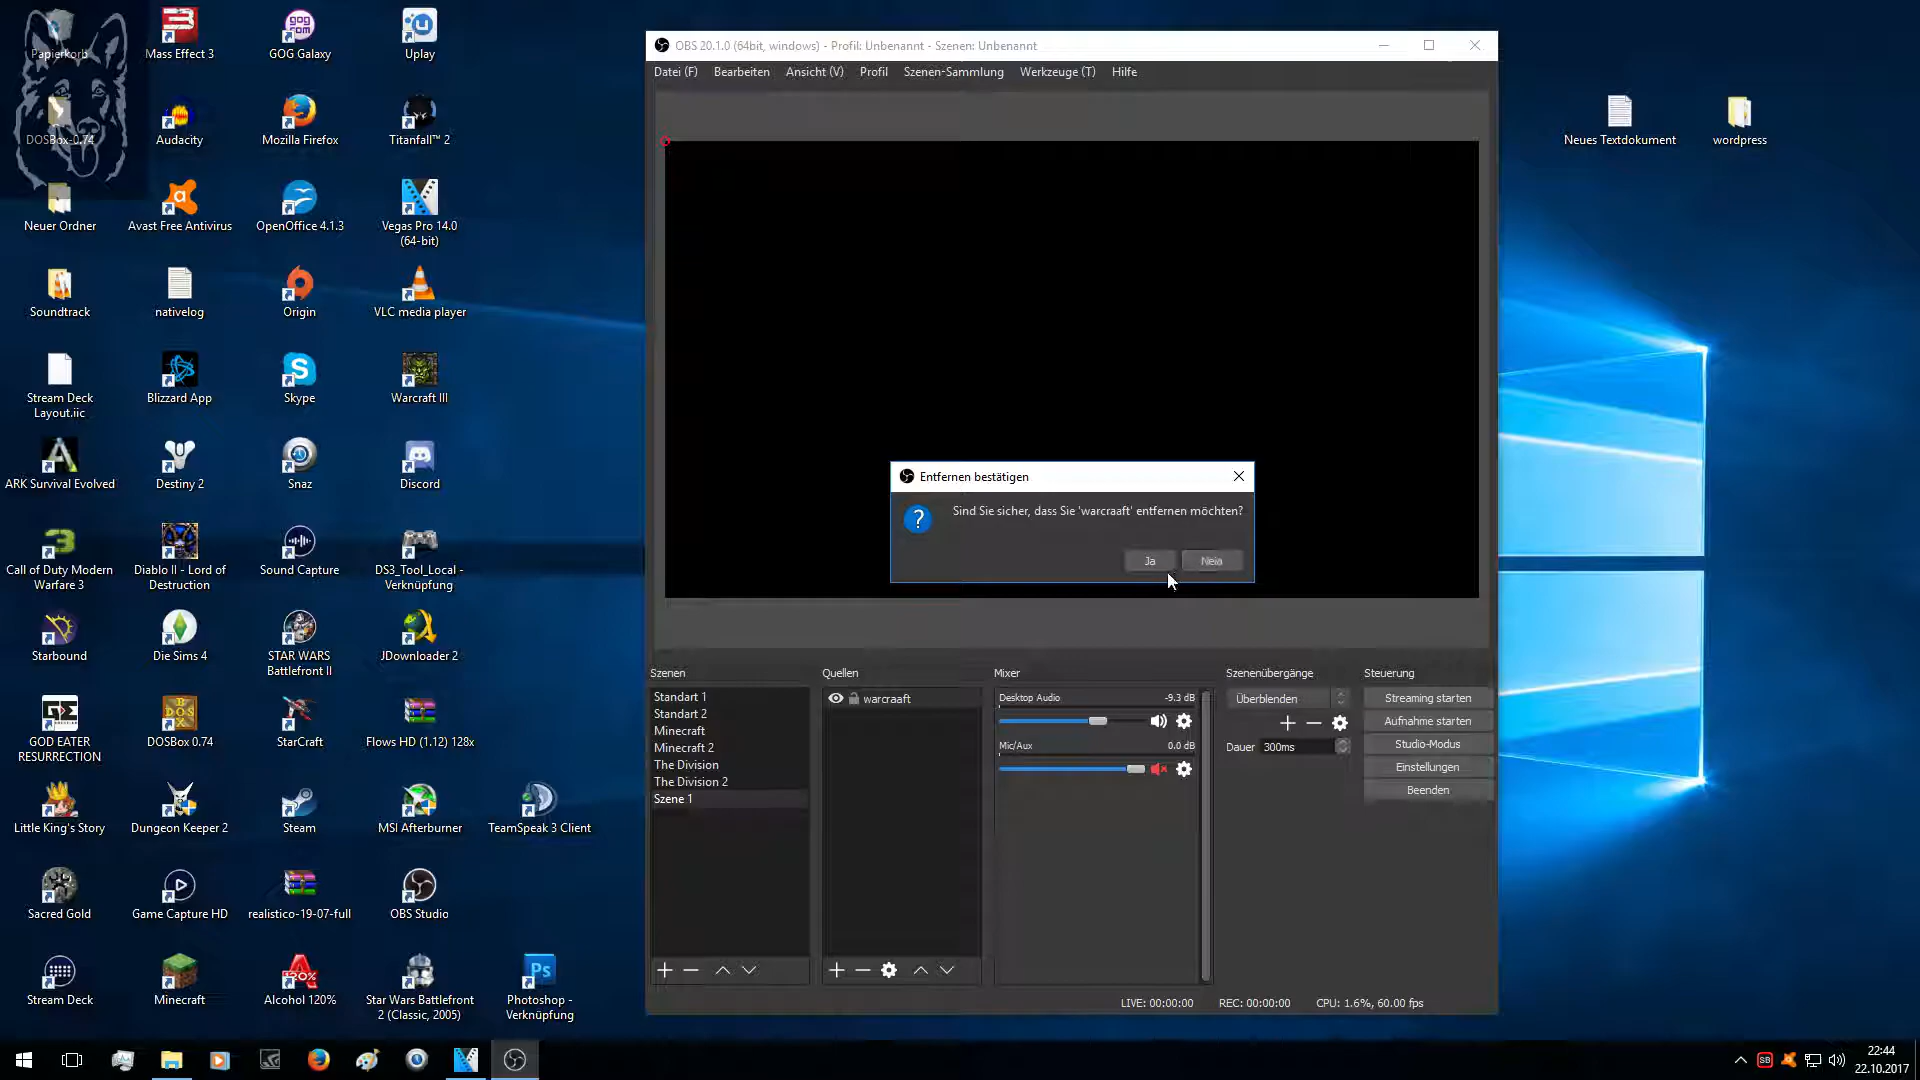 Papierkorb
Mass Effect 3
GOG Galaxy
Uplay
DOSBox-0.74
Audacity
Mozilla Firefox
Titanfall™ 2
Neuer Ordner
Avast Free Antivirus
OpenOffice 4.1.3
Vegas Pro 14.0
(64-bit)
Soundtrack
nativelog
Origin
VLC media player
Stream Deck
Layout.iic
Blizzard App
Skype
Warcraft III
ARK Survival Evolved
Destiny 2
Snaz
Discord
Call of Duty Modern
Warfare 3
Diablo II - Lord of
Destruction
Sound Capture
DS3_Tool_Local -
Verknüpfung
Starbound
Die Sims 4
STAR WARS
Battlefront II
JDownloader 2
GOD EATER
RESURRECTION
DOSBox 0.74
StarCraft
Flows HD (1.12) 128x
Little King's Story
Dungeon Keeper 2
Steam
MSI Afterburner
TeamSpeak 3 Client
Sacred Gold
Game Capture HD
realistico-19-07-full
OBS Studio
Stream Deck
Minecraft
Alcohol 120%
Star Wars Battlefront
2 (Classic, 2005)
Photoshop -
Verknüpfung
OBS 20.1.0 (64bit, windows) - Profil: Unbenannt - Szenen: Unbenannt
Datei (F) Bearbeiten Ansicht (V) Profil Szenen-Sammlung Werkzeuge (T) Hilfe
Entfernen bestätigen
Sind Sie sicher, dass Sie 'warcraaft' entfernen möchten?
Ja Nein
Szenen
Standart 1
Standart 2
Minecraft
Minecraft 2
The Division
The Division 2
Szene 1
Quellen
warcraaft
Mixer
Desktop Audio -9.3 dB
Mic/Aux 0.0 dB
Szenenübergänge
Überblenden
Dauer 300ms
Steuerung
Streaming starten
Aufnahme starten
Studio-Modus
Einstellungen
Beenden
LIVE: 00:00:00 REC: 00:00:00 CPU: 1.6%, 60.00 fps
Neues Textdokument
wordpress
22:44
22.10.2017